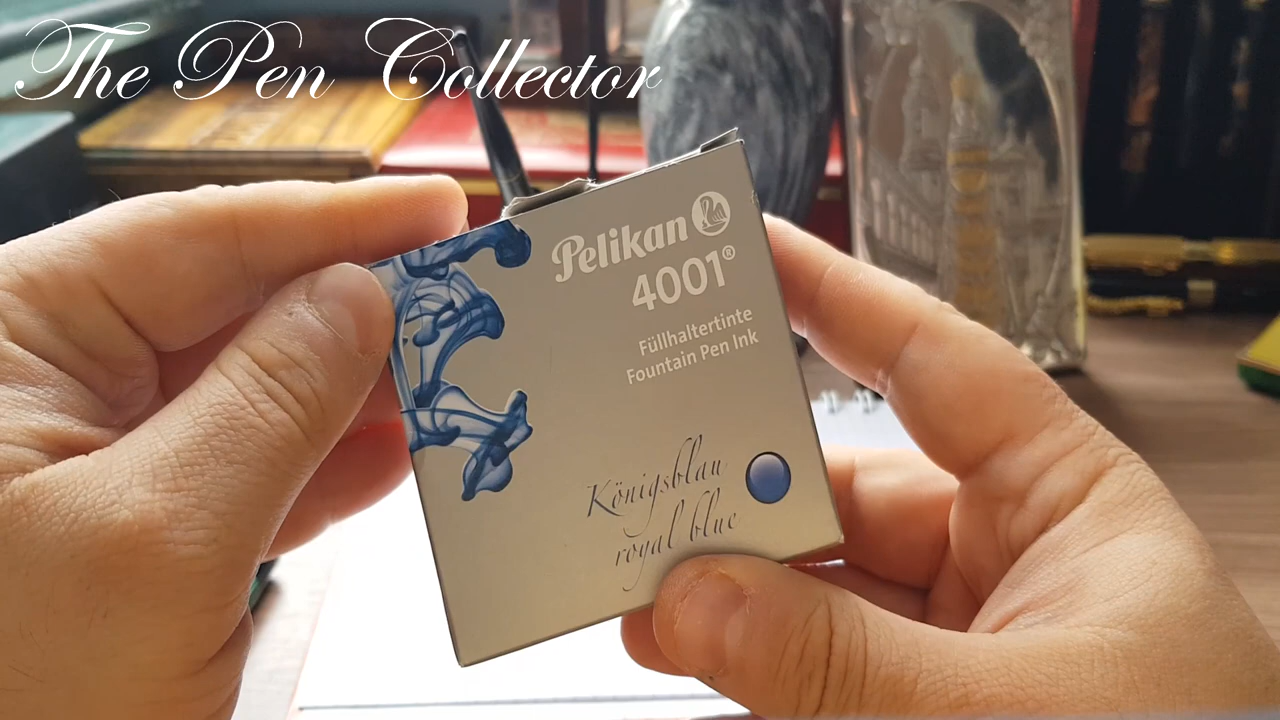 The Pen Collector
Pelikan
4001®
Füllhaltertinte
Fountain Pen Ink
Königsblau
royal blue